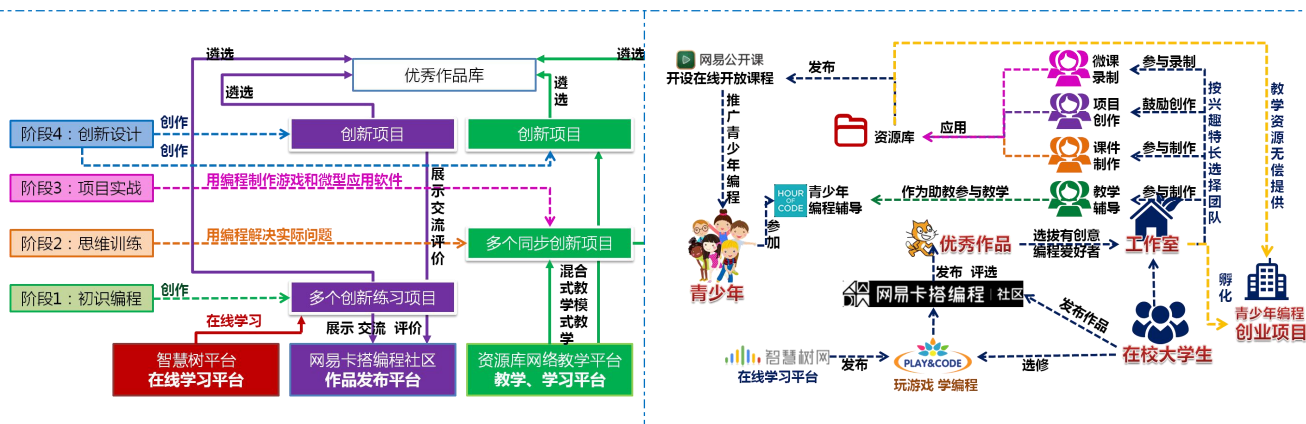 遴选
遴选
优秀作品库
遴选
遴选
阶段4：创新设计
创作
创作
创新项目
创新项目
阶段3：项目实战
用编程制作游戏和微型应用软件
展示交流评价
阶段2：思维训练
用编程解决实际问题
多个同步创新项目
混合式教学模式教学
阶段1：初识编程
创作
多个创新练习项目
在线学习
展示 交流 评价
智慧树平台
在线学习平台
网易卡搭编程社区
作品发布平台
资源库网络教学平台
教学、学习平台
网易公开课
开设在线开放课程
发布
推广青少年编程
资源库
应用
微课
录制
参与录制
项目
创作
鼓励创作
课件
制作
参与制作
教学
辅导
参与制作
按兴趣特长选择团队
教学资源无偿提供
HOUR
OF
CODE
青少年
编程辅导
作为助教参与教学
参加
青少年
优秀作品
选拔有创意
编程爱好者
工作室
孵化
青少年编程
创业项目
发布 评选
网易卡搭编程 社区
发布作品
在校大学生
智慧树网
在线学习平台
发布
PLAY&CODE
玩游戏 学编程
选修